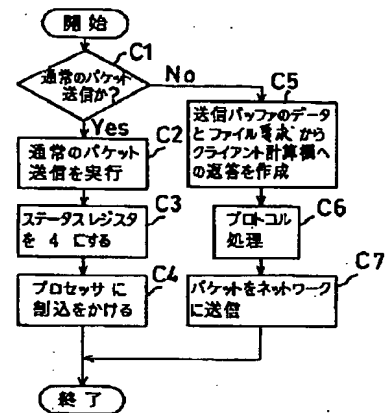 開始
C1
通常のパケット
送信か?
No
Yes
C2
通常のパケット
送信を実行
C3
ステータスレジスタ
を 4 にする
C4
プロセッサに
割込をかける
C5
送信バッファのデータ
とファイル要求から
クライアント計算機へ
の返答を作成
C6
プロトコル
処理
C7
パケットをネットワーク
に送信
終了